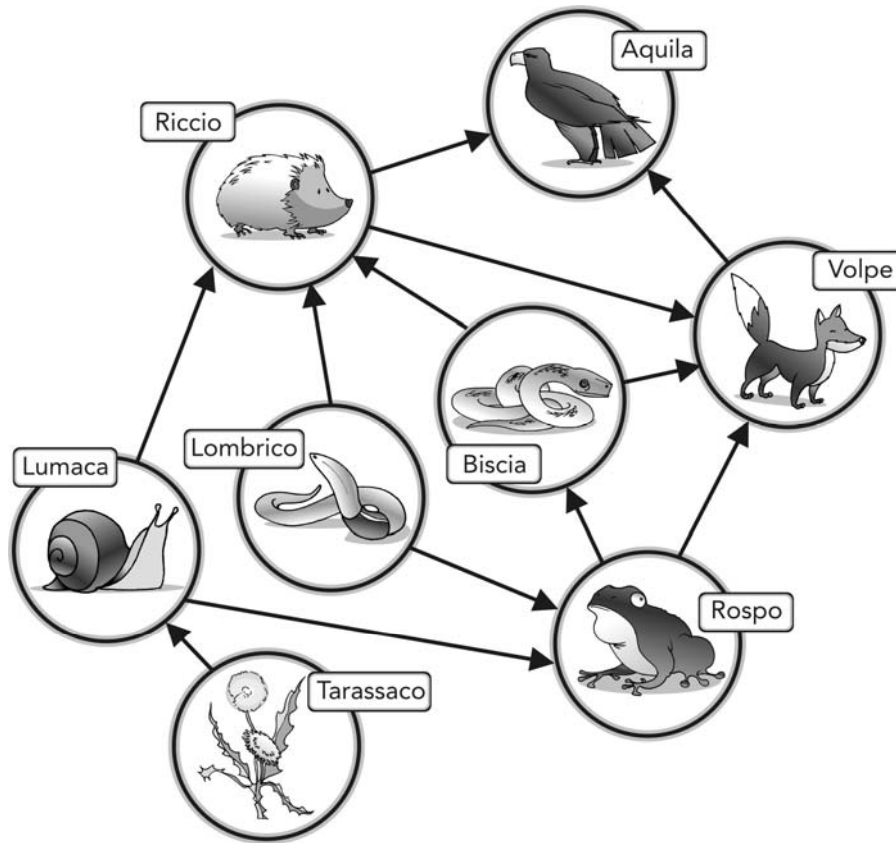 Aquila
Riccio
Volpe
Lombrico
Lumaca
Biscia
Rospo
Tarassaco